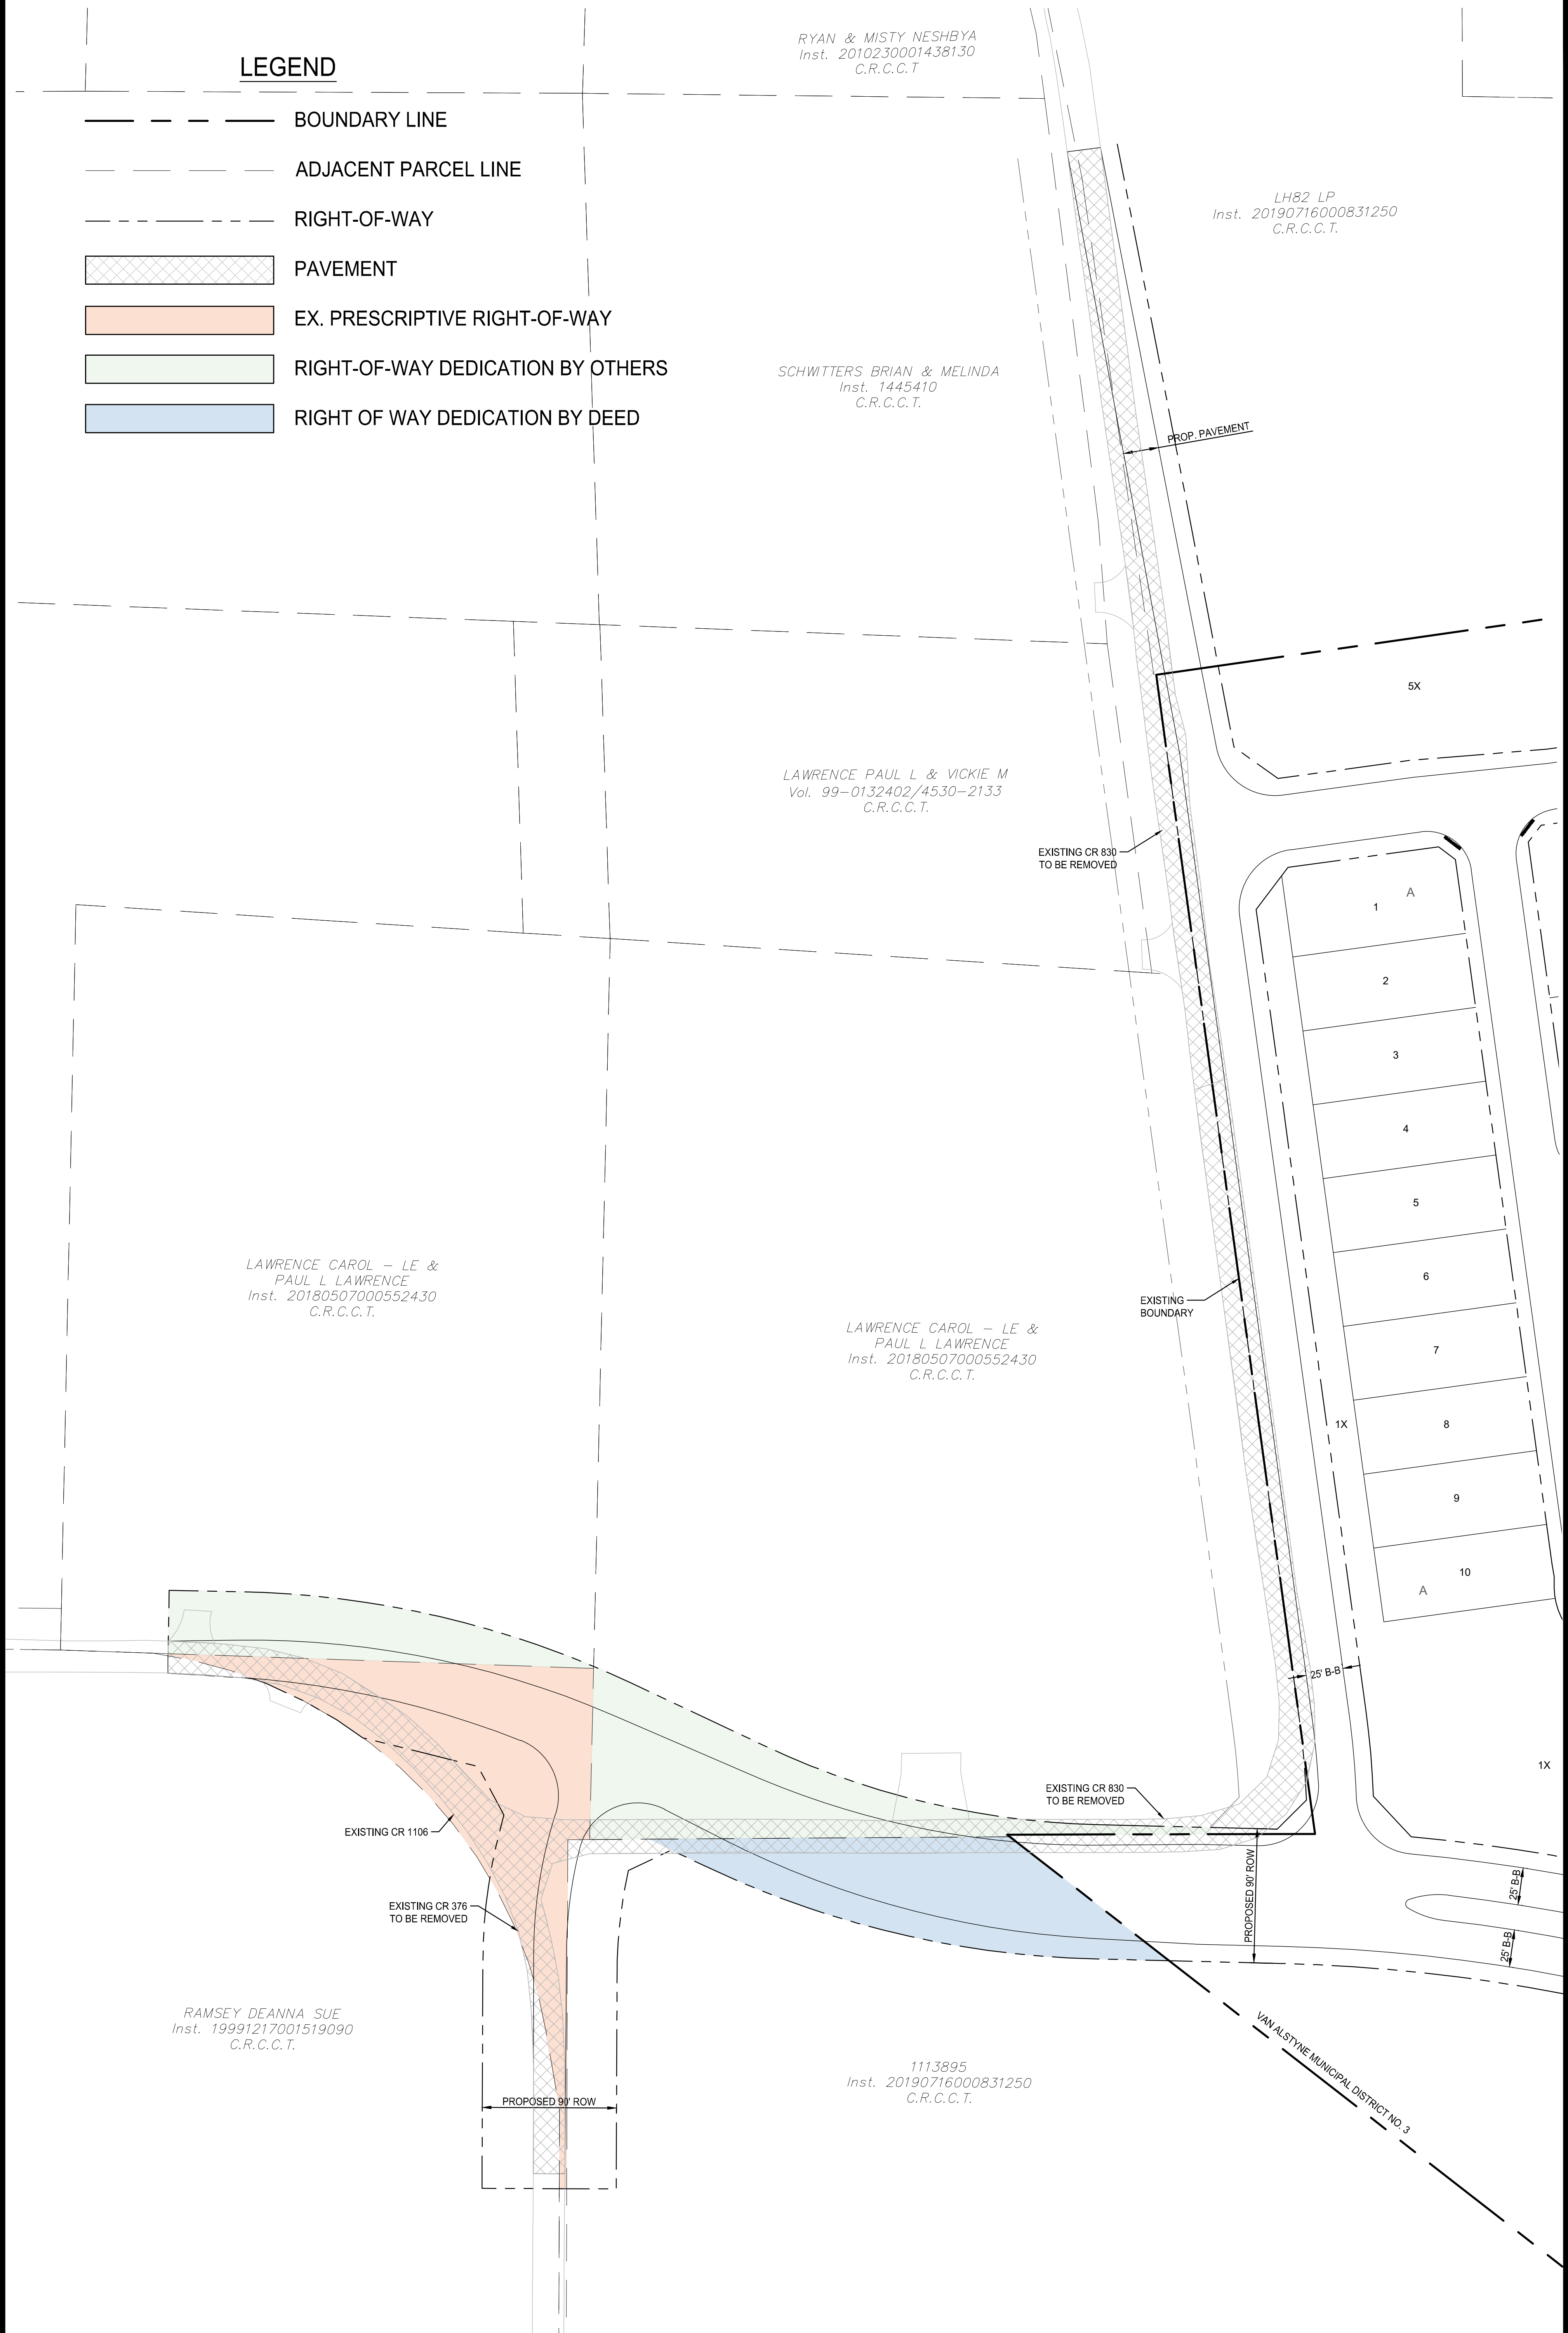 LEGEND
BOUNDARY LINE
ADJACENT PARCEL LINE
RIGHT-OF-WAY
PAVEMENT
EX. PRESCRIPTIVE RIGHT-OF-WAY
RIGHT-OF-WAY DEDICATION BY OTHERS
RIGHT OF WAY DEDICATION BY DEED
RYAN & MISTY NESHBYA
Inst. 2010230001438130
C.R.C.C.T
LH82 LP
Inst. 20190716000831250
C.R.C.C.T.
SCHWITTERS BRIAN & MELINDA
Inst. 1445410
C.R.C.C.T.
PROP. PAVEMENT
5X
LAWRENCE PAUL L & VICKIE M
Vol. 99-0132402/4530-2133
C.R.C.C.T.
EXISTING CR 830
TO BE REMOVED
A
1
2
3
4
5
6
7
8
9
10
A
1X
1X
EXISTING
BOUNDARY
LAWRENCE CAROL - LE &
PAUL L LAWRENCE
Inst. 20180507000552430
C.R.C.C.T.
LAWRENCE CAROL - LE &
PAUL L LAWRENCE
Inst. 20180507000552430
C.R.C.C.T.
25' B-B
EXISTING CR 830
TO BE REMOVED
EXISTING CR 1106
EXISTING CR 376
TO BE REMOVED
PROPOSED 90' ROW
25' B-B
25' B-B
RAMSEY DEANNA SUE
Inst. 19991217001519090
C.R.C.C.T.
PROPOSED 90' ROW
1113895
Inst. 20190716000831250
C.R.C.C.T.
VAN ALSTYNE MUNICIPAL DISTRICT NO. 3